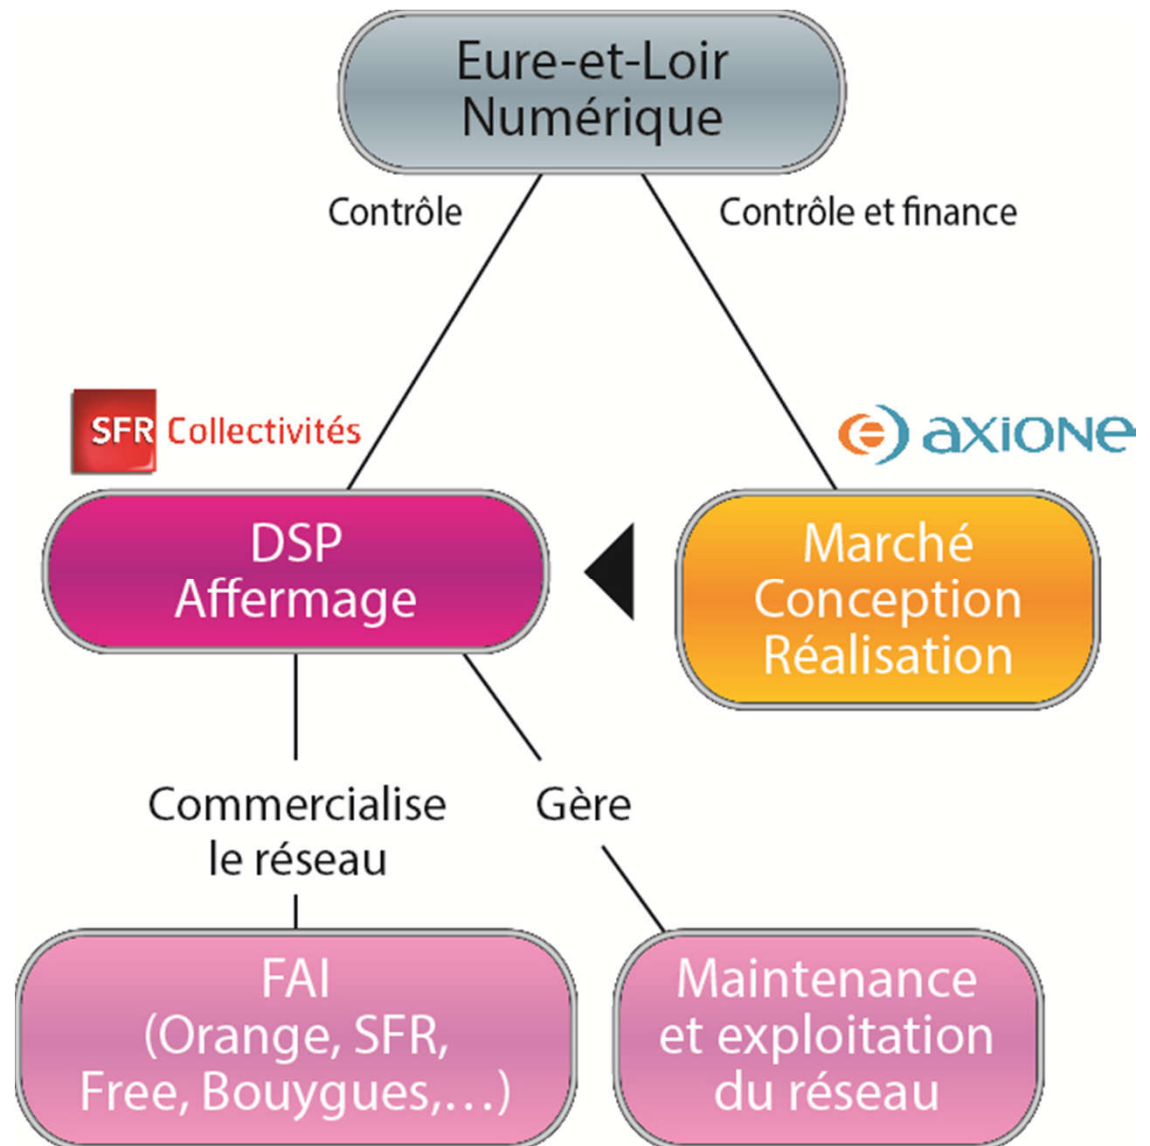 Eure-et-Loir
Numérique
Contrôle
Contrôle et finance
SFR Collectivités
axione
DSP
Affermage
Marché
Conception
Réalisation
Commercialise
le réseau
Gère
FAI
(Orange, SFR,
Free, Bouygues,…)
Maintenance
et exploitation
du réseau